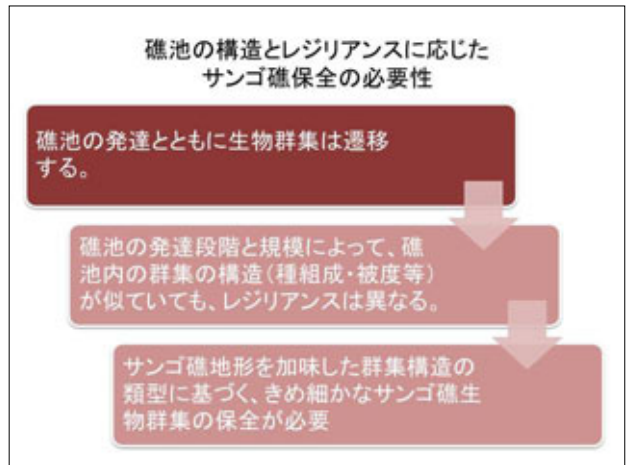 礁池の構造とレジリアンスに応じた
サンゴ礁保全の必要性
礁池の発達とともに生物群集は遷移
する。
礁池の発達段階と規模によって、礁
池内の群集の構造(種組成・被度等)
が似ていても、レジリアンスは異なる。
サンゴ礁地形を加味した群集構造の
類型に基づく、きめ細かなサンゴ礁生
物群集の保全が必要